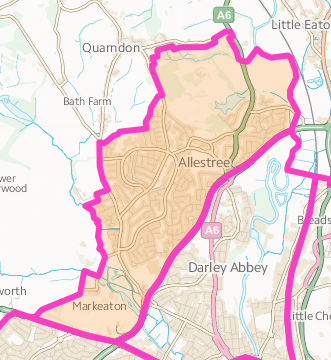 A6
Little Eato
Quarndon
Bath Farm
Allestree
wer
rwood
Breads
A6
Darley Abbey
worth
Markeaton
Little Che